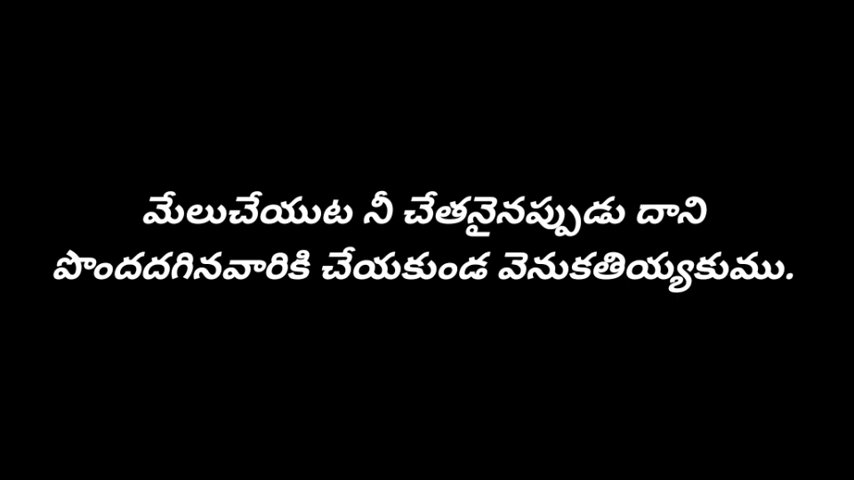 మేలుచేయుట నీ చేతనైనప్పుడు దాని
పొందదగినవారికి చేయకుండ వెనుకతియ్యకుము.